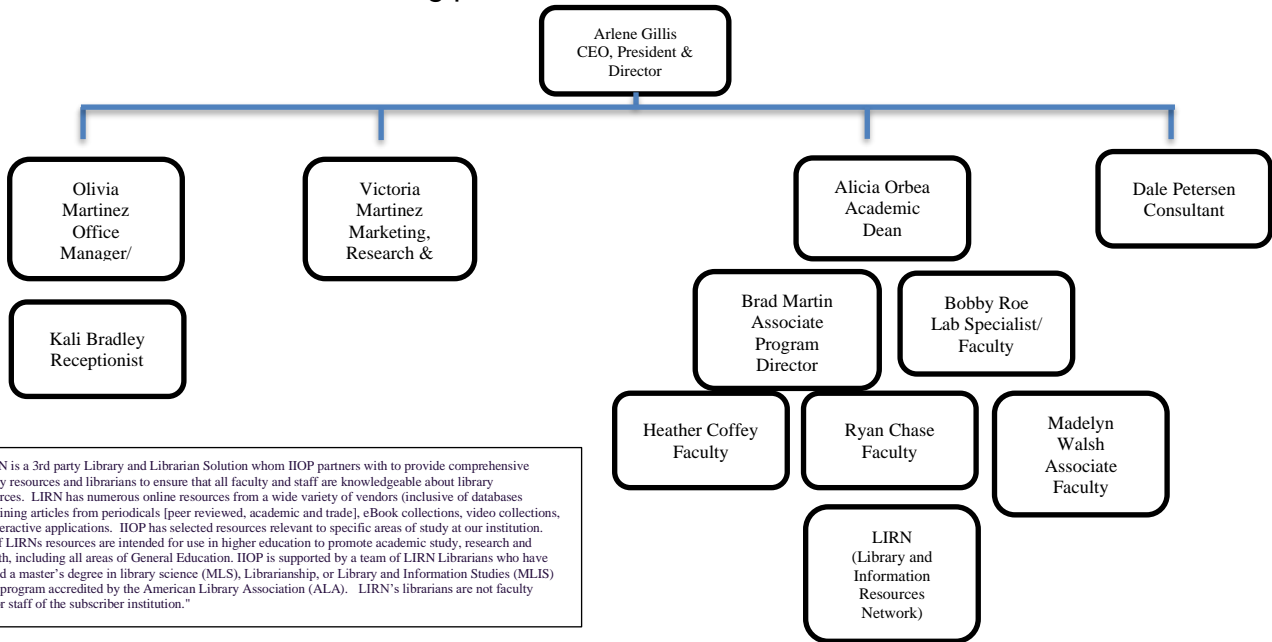 Arlene Gillis
CEO, President &
Director
Olivia
Martinez
Office
Manager/
Victoria
Martinez
Marketing,
Research &
Alicia Orbea
Academic
Dean
Dale Petersen
Consultant
Kali Bradley
Receptionist
Brad Martin
Associate
Program
Director
Bobby Roe
Lab Specialist/
Faculty
Heather Coffey
Faculty
Ryan Chase
Faculty
Madelyn
Walsh
Associate
Faculty
LIRN
(Library and
Information
Resources
Network)
N is a 3rd party Library and Librarian Solution whom IIOP partners with to provide comprehensive
y resources and librarians to ensure that all faculty and staff are knowledgeable about library
rces. LIRN has numerous online resources from a wide variety of vendors (inclusive of databases
ining articles from periodicals [peer reviewed, academic and trade], eBook collections, video collections,
eractive applications. IIOP has selected resources relevant to specific areas of study at our institution.
f LIRNs resources are intended for use in higher education to promote academic study, research and
th, including all areas of General Education. IIOP is supported by a team of LIRN Librarians who have
d a master's degree in library science (MLS), Librarianship, or Library and Information Studies (MLIS)
program accredited by the American Library Association (ALA). LIRN's librarians are not faculty
r staff of the subscriber institution."